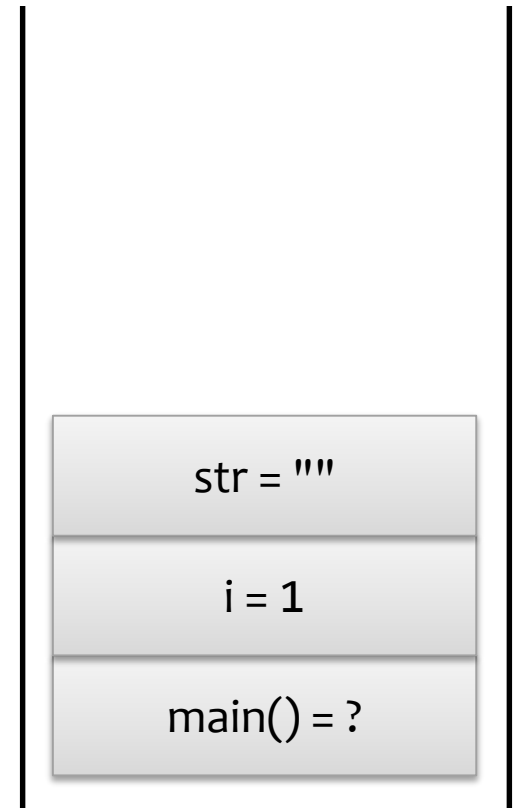 str = ""
i = 1
main() = ?